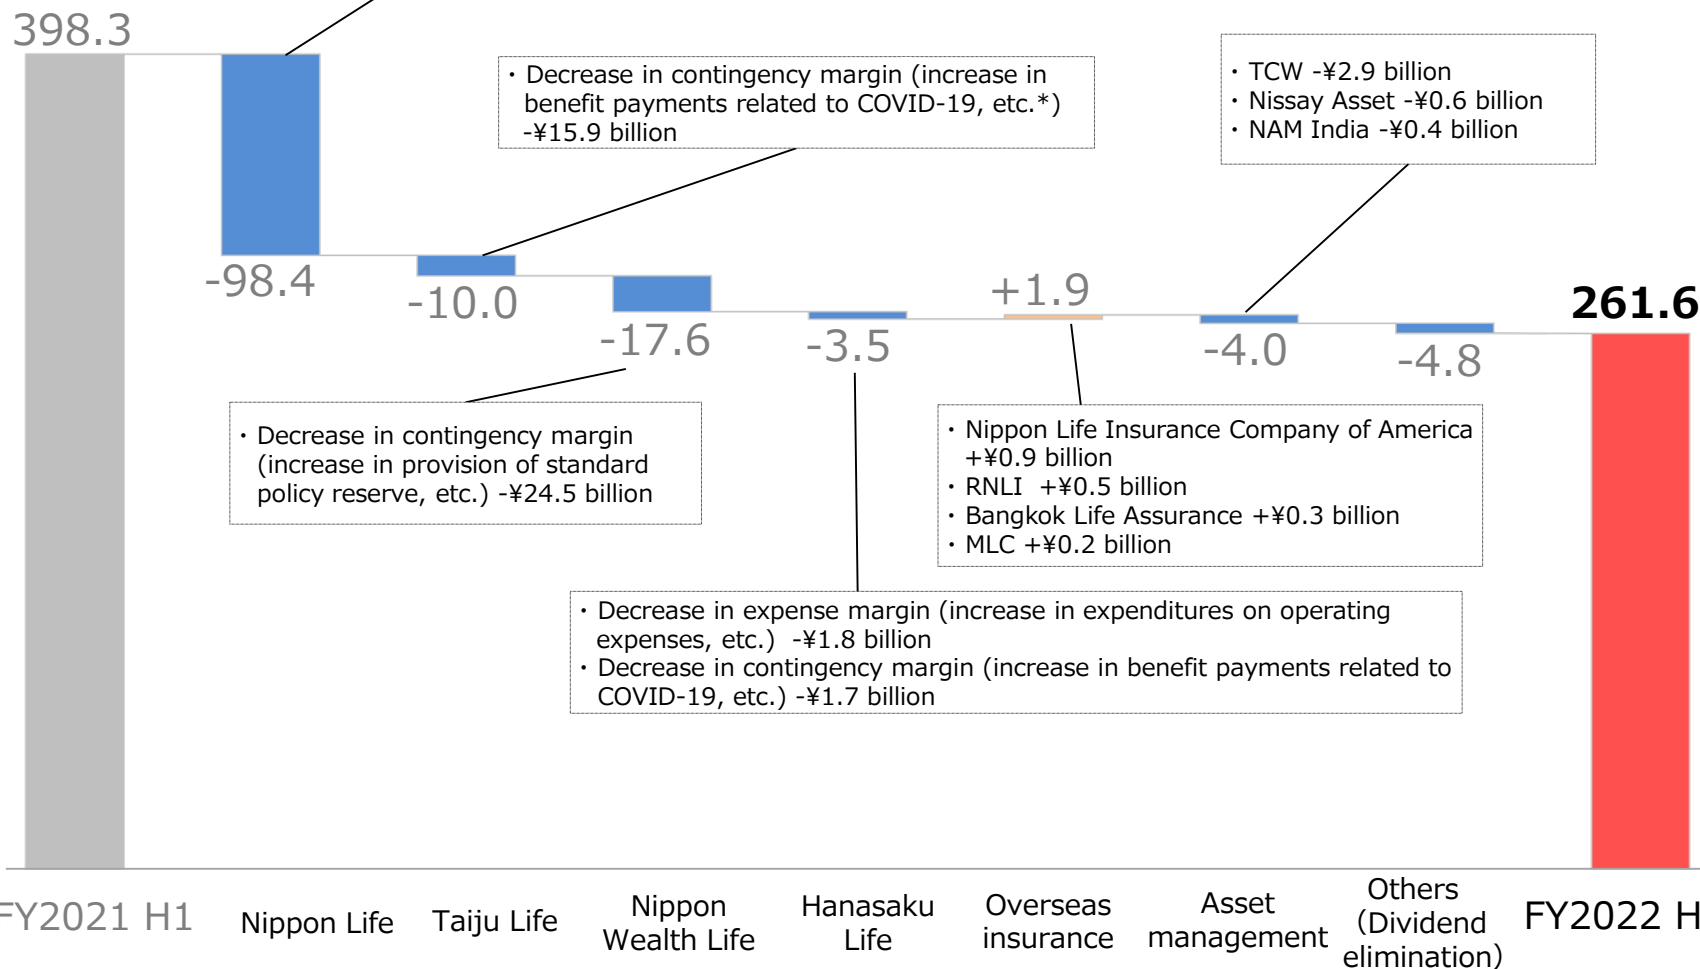 398.3
・Decrease in contingency margin (increase in
benefit payments related to COVID-19, etc.*)
-¥15.9 billion
・TCW -¥2.9 billion
・Nissay Asset -¥0.6 billion
・NAM India -¥0.4 billion
-98.4
-10.0
-17.6
-3.5
+1.9
-4.0
-4.8
261.6
・Decrease in contingency margin
(increase in provision of standard
policy reserve, etc.) -¥24.5 billion
・Nippon Life Insurance Company of America
+¥0.9 billion
・RNLI +¥0.5 billion
・Bangkok Life Assurance +¥0.3 billion
・MLC +¥0.2 billion
・Decrease in expense margin (increase in expenditures on operating
expenses, etc.) -¥1.8 billion
・Decrease in contingency margin (increase in benefit payments related to
COVID-19, etc.) -¥1.7 billion
FY2021 H1
Nippon Life
Taiju Life
Nippon
Wealth Life
Hanasaku
Life
Overseas
insurance
Asset
management
Others
(Dividend
elimination)
FY2022 H